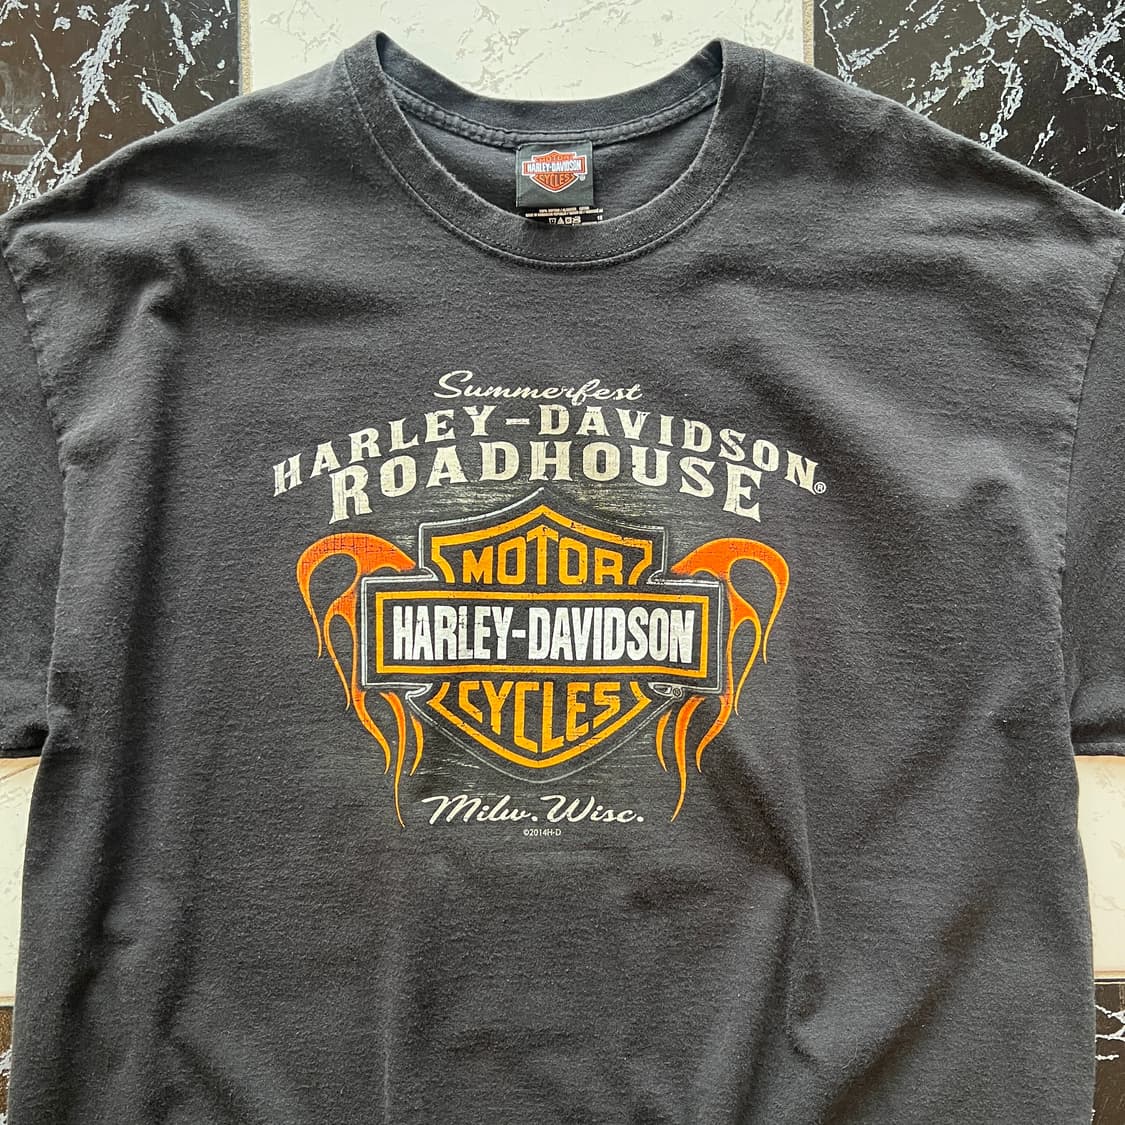 MOTOR
HARLEY-DAVIDSON
CYCLES
Summerfest
HARLEY-DAVIDSON®
ROADHOUSE
MOTOR
HARLEY-DAVIDSON
CYCLES ®
Milw. Wisc.
©2014H-D